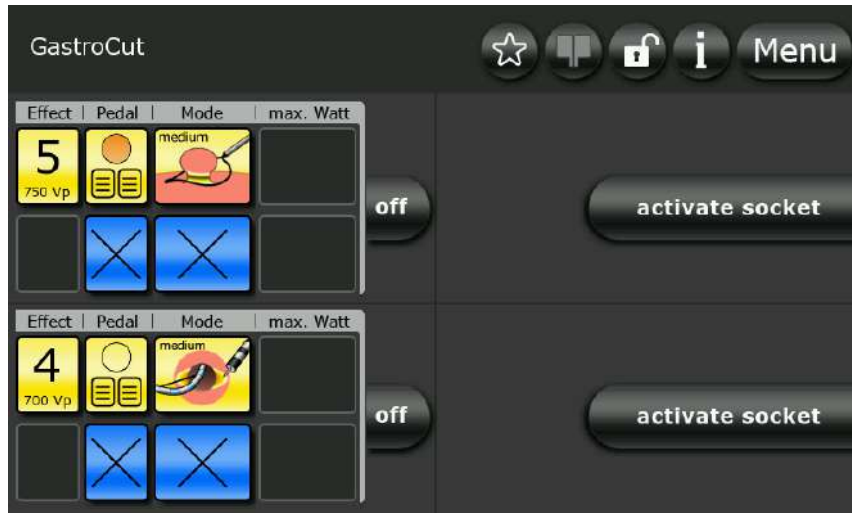 GastroCut
i Menu
Effect | Pedal | Mode | max. Watt
5
750 Vp
medium
off
activate socket
Effect | Pedal | Mode | max. Watt
4
700 Vp
medium
off
activate socket